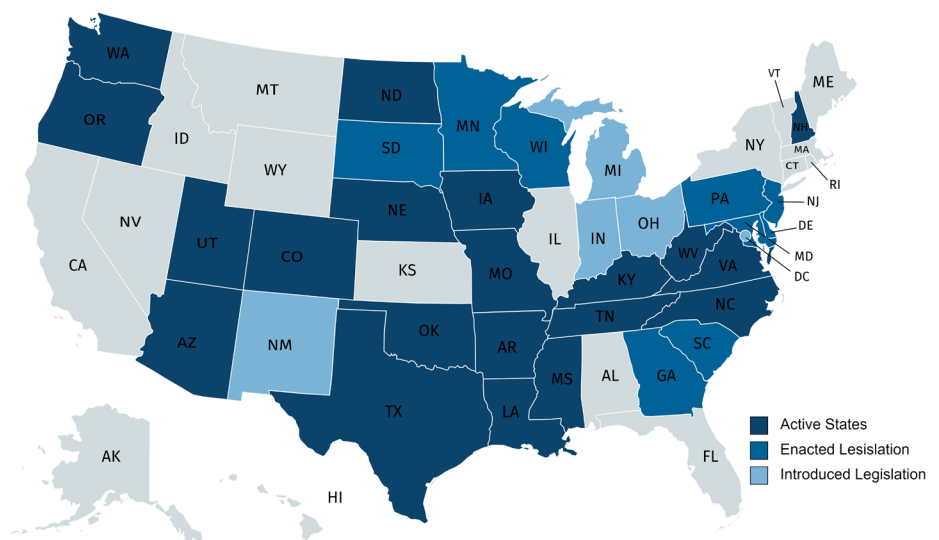 WA
MT
ND
MN
OR
ID
SD
WI
MI
WY
NE
IA
NV
UT
CO
KS
MO
IL
IN
OH
PA
NY
VT
ME
NH
MA
CT
RI
NJ
DE
MD
DC
CA
KY
WV
VA
NC
TN
AZ
NM
OK
AR
SC
GA
AL
MS
TX
LA
FL
AK
HI
Active States
Enacted Lesislation
Introduced Legislation